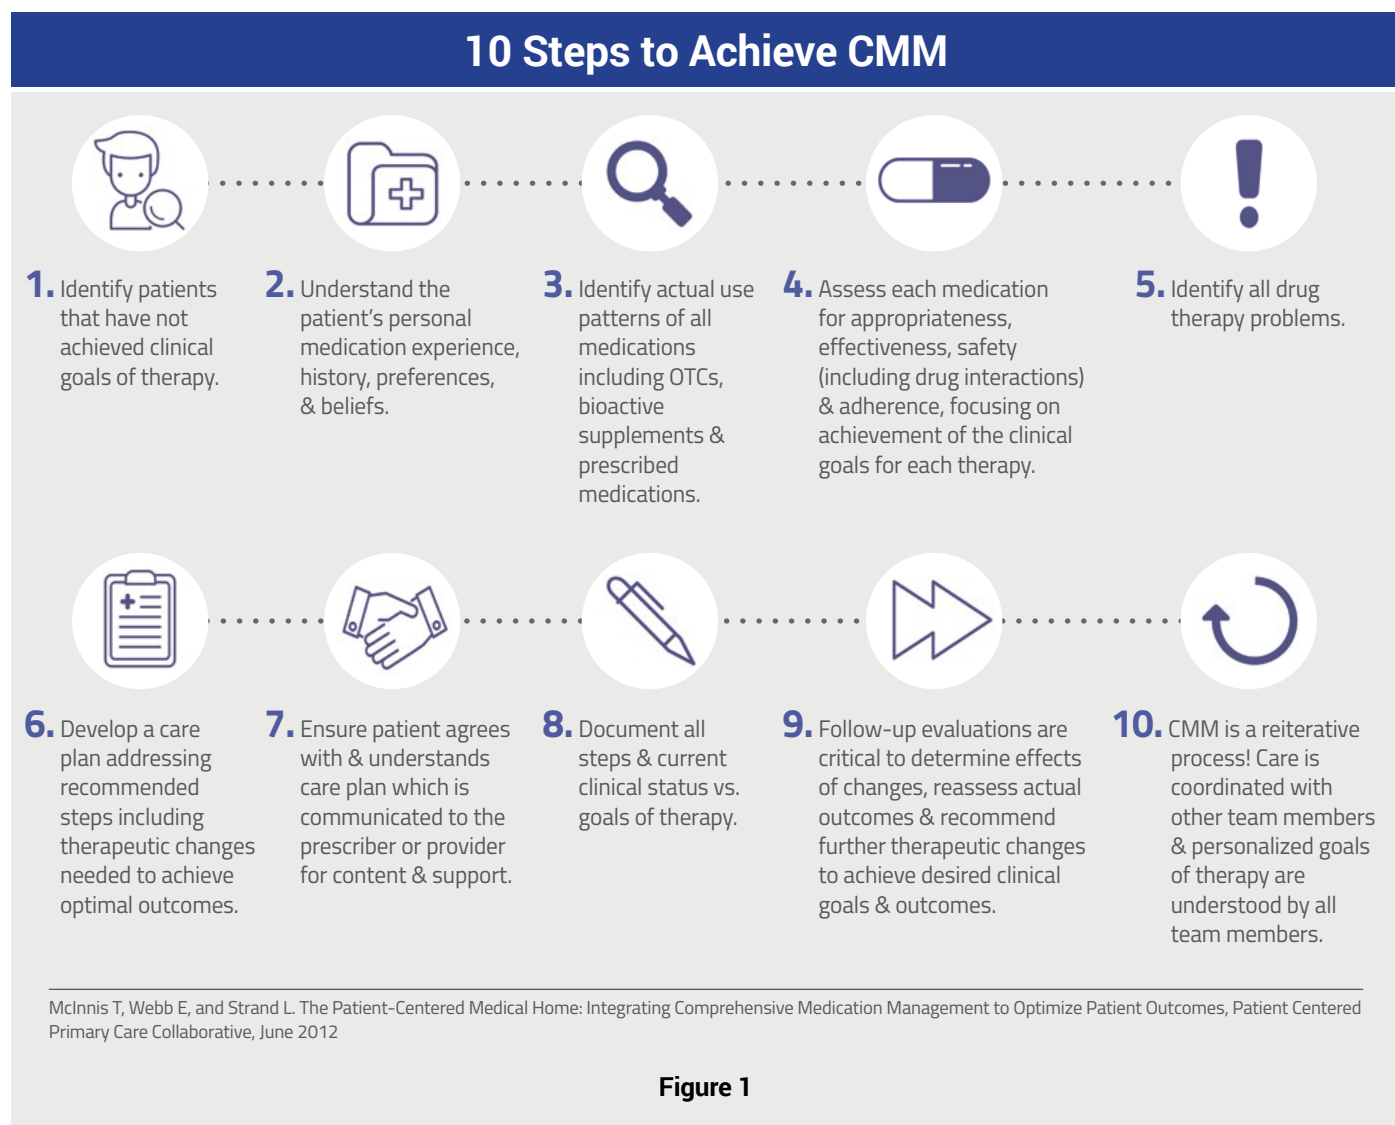 10 Steps to Achieve CMM
1. Identify patients
that have not
achieved clinical
goals of therapy.
2. Understand the
patient's personal
medication experience,
history, preferences,
& beliefs.
3. Identify actual use
patterns of all
medications
including OTCs,
bioactive
supplements &
prescribed
medications.
4. Assess each medication
for appropriateness,
effectiveness, safety
(including drug interactions)
& adherence, focusing on
achievement of the clinical
goals for each therapy.
5. Identify all drug
therapy problems.
6. Develop a care
plan addressing
recommended
steps including
therapeutic changes
needed to achieve
optimal outcomes.
7. Ensure patient agrees
with & understands
care plan which is
communicated to the
prescriber or provider
for content & support.
8. Document all
steps & current
clinical status vs.
goals of therapy.
9. Follow-up evaluations are
critical to determine effects
of changes, reassess actual
outcomes & recommend
further therapeutic changes
to achieve desired clinical
goals & outcomes.
10. CMM is a reiterative
process! Care is
coordinated with
other team members
& personalized goals
of therapy are
understood by all
team members.
McInnis T, Webb E, and Strand L. The Patient-Centered Medical Home: Integrating Comprehensive Medication Management to Optimize Patient Outcomes, Patient Centered
Primary Care Collaborative, June 2012
Figure 1